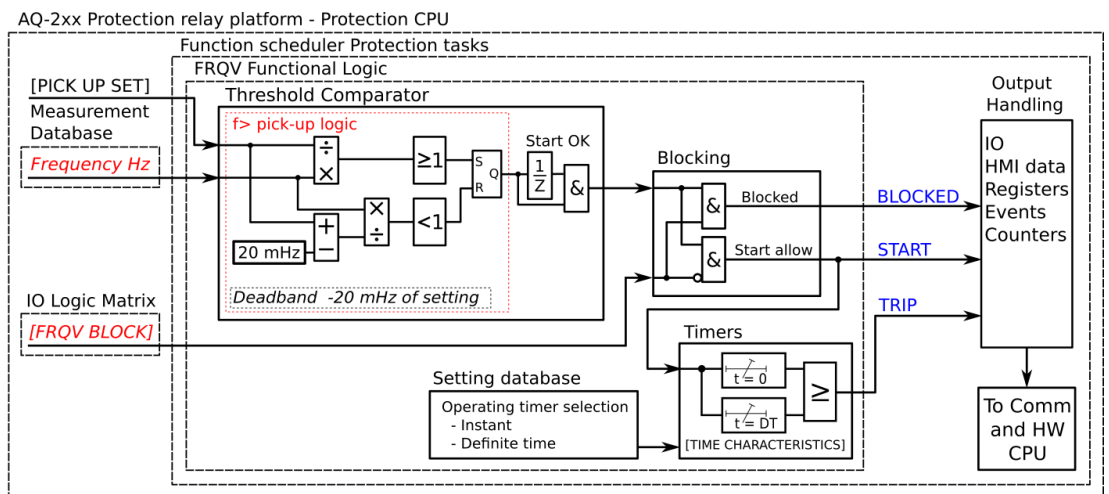 AQ-2xx Protection relay platform - Protection CPU
Function scheduler Protection tasks
FRQV Functional Logic
[PICK UP SET]
Measurement
Database
Frequency Hz
IO Logic Matrix
[FRQV BLOCK]
Threshold Comparator
f> pick-up logic
÷
×
≥1
S
Q
R
Start OK
1
Z
&
×
÷
<1
+
−
20 mHz
Deadband -20 mHz of setting
Blocking
&
Blocked
&
Start allow
BLOCKED
START
TRIP
Timers
t = 0
t = DT
≥
[TIME CHARACTERISTICS]
Setting database
Operating timer selection
- Instant
- Definite time
Output
Handling
IO
HMI data
Registers
Events
Counters
To Comm
and HW
CPU